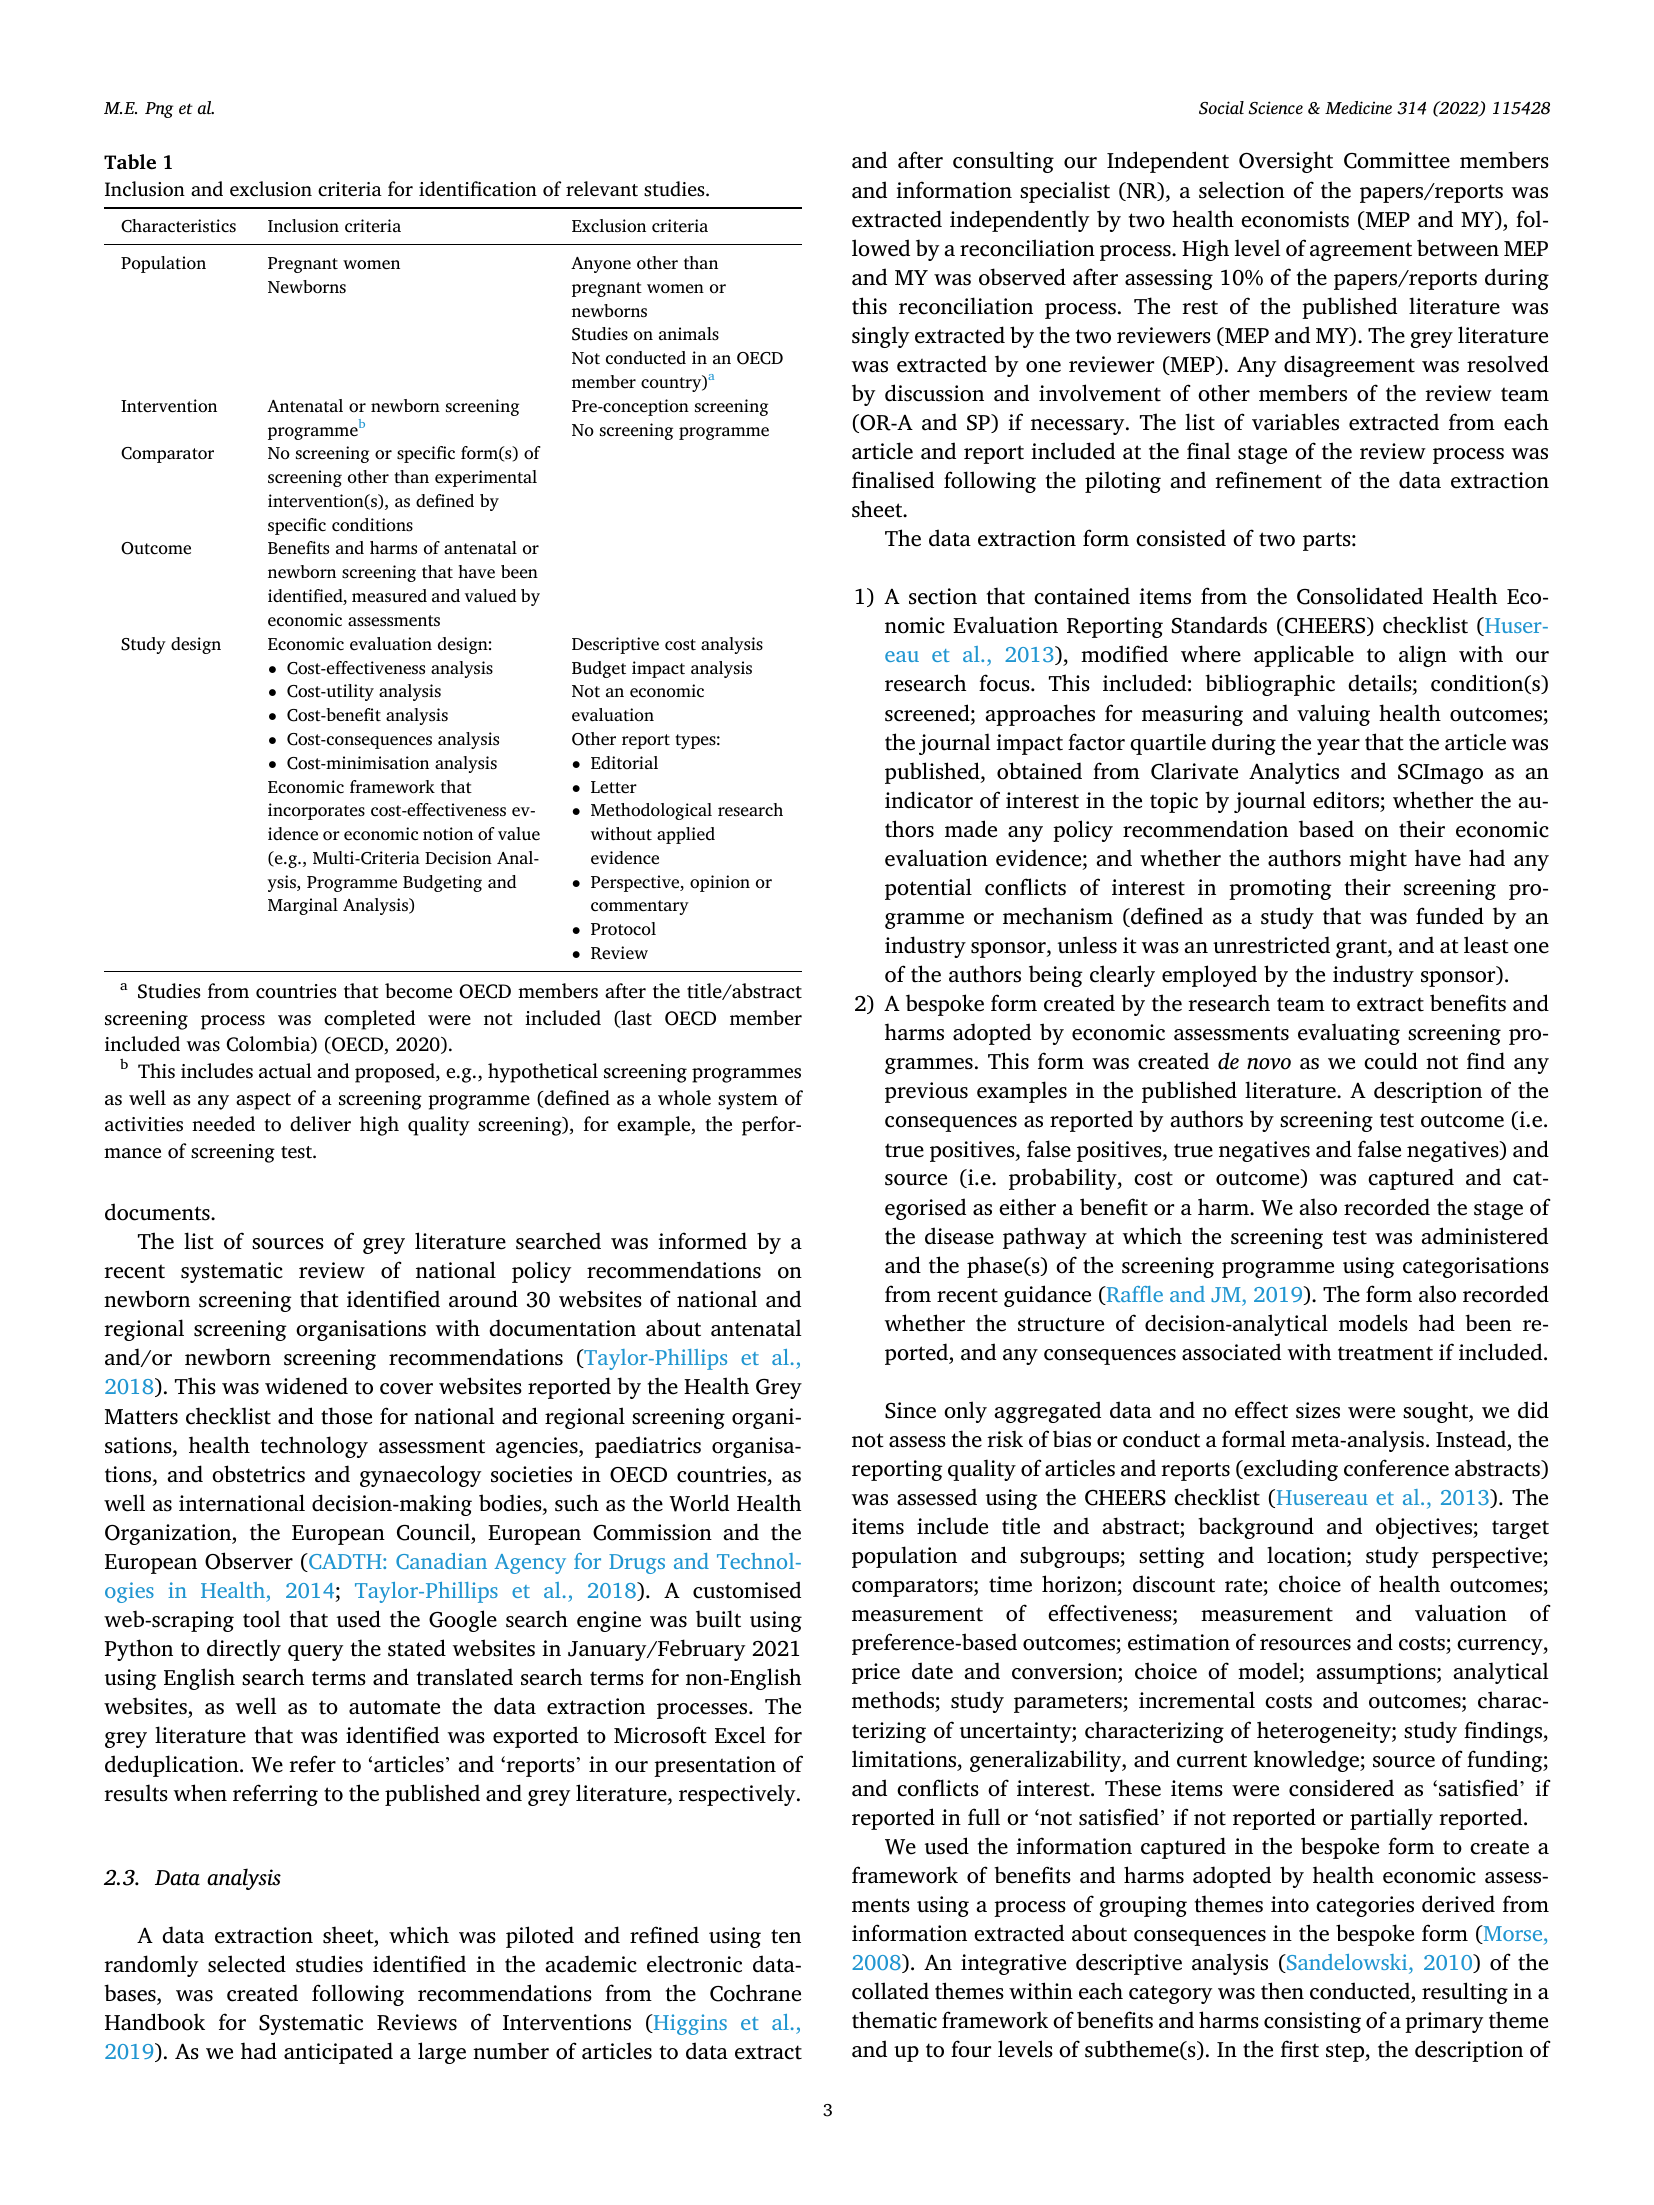 M.E. Png et al.
Social Science & Medicine 314 (2022) 115428
Table 1
Inclusion and exclusion criteria for identification of relevant studies.
Characteristics Inclusion criteria Exclusion criteria
Population Pregnant women Anyone other than
Newborns pregnant women or
newborns
Studies on animals
Not conducted in an OECD
member country)a
Intervention Antenatal or newborn screening Pre-conception screening
programmeb No screening programme
Comparator No screening or specific form(s) of
screening other than experimental
intervention(s), as defined by
specific conditions
Outcome Benefits and harms of antenatal or
newborn screening that have been
identified, measured and valued by
economic assessments
Study design Economic evaluation design: Descriptive cost analysis
• Cost-effectiveness analysis Budget impact analysis
• Cost-utility analysis Not an economic
• Cost-benefit analysis evaluation
• Cost-consequences analysis Other report types:
• Cost-minimisation analysis • Editorial
Economic framework that • Letter
incorporates cost-effectiveness ev- • Methodological research
idence or economic notion of value without applied
(e.g., Multi-Criteria Decision Anal- evidence
ysis, Programme Budgeting and • Perspective, opinion or
Marginal Analysis) commentary
• Protocol
• Review
a Studies from countries that become OECD members after the title/abstract
screening process was completed were not included (last OECD member
included was Colombia) (OECD, 2020).
b This includes actual and proposed, e.g., hypothetical screening programmes
as well as any aspect of a screening programme (defined as a whole system of
activities needed to deliver high quality screening), for example, the perfor-
mance of screening test.
documents.
The list of sources of grey literature searched was informed by a
recent systematic review of national policy recommendations on
newborn screening that identified around 30 websites of national and
regional screening organisations with documentation about antenatal
and/or newborn screening recommendations (Taylor-Phillips et al.,
2018). This was widened to cover websites reported by the Health Grey
Matters checklist and those for national and regional screening organi-
sations, health technology assessment agencies, paediatrics organisa-
tions, and obstetrics and gynaecology societies in OECD countries, as
well as international decision-making bodies, such as the World Health
Organization, the European Council, European Commission and the
European Observer (CADTH: Canadian Agency for Drugs and Technol-
ogies in Health, 2014; Taylor-Phillips et al., 2018). A customised
web-scraping tool that used the Google search engine was built using
Python to directly query the stated websites in January/February 2021
using English search terms and translated search terms for non-English
websites, as well as to automate the data extraction processes. The
grey literature that was identified was exported to Microsoft Excel for
deduplication. We refer to ‘articles’ and ‘reports’ in our presentation of
results when referring to the published and grey literature, respectively.
2.3. Data analysis
A data extraction sheet, which was piloted and refined using ten
randomly selected studies identified in the academic electronic data-
bases, was created following recommendations from the Cochrane
Handbook for Systematic Reviews of Interventions (Higgins et al.,
2019). As we had anticipated a large number of articles to data extract
and after consulting our Independent Oversight Committee members
and information specialist (NR), a selection of the papers/reports was
extracted independently by two health economists (MEP and MY), fol-
lowed by a reconciliation process. High level of agreement between MEP
and MY was observed after assessing 10% of the papers/reports during
this reconciliation process. The rest of the published literature was
singly extracted by the two reviewers (MEP and MY). The grey literature
was extracted by one reviewer (MEP). Any disagreement was resolved
by discussion and involvement of other members of the review team
(OR-A and SP) if necessary. The list of variables extracted from each
article and report included at the final stage of the review process was
finalised following the piloting and refinement of the data extraction
sheet.
The data extraction form consisted of two parts:
1) A section that contained items from the Consolidated Health Eco-
nomic Evaluation Reporting Standards (CHEERS) checklist (Huser-
eau et al., 2013), modified where applicable to align with our
research focus. This included: bibliographic details; condition(s)
screened; approaches for measuring and valuing health outcomes;
the journal impact factor quartile during the year that the article was
published, obtained from Clarivate Analytics and SCImago as an
indicator of interest in the topic by journal editors; whether the au-
thors made any policy recommendation based on their economic
evaluation evidence; and whether the authors might have had any
potential conflicts of interest in promoting their screening pro-
gramme or mechanism (defined as a study that was funded by an
industry sponsor, unless it was an unrestricted grant, and at least one
of the authors being clearly employed by the industry sponsor).
2) A bespoke form created by the research team to extract benefits and
harms adopted by economic assessments evaluating screening pro-
grammes. This form was created de novo as we could not find any
previous examples in the published literature. A description of the
consequences as reported by authors by screening test outcome (i.e.
true positives, false positives, true negatives and false negatives) and
source (i.e. probability, cost or outcome) was captured and cat-
egorised as either a benefit or a harm. We also recorded the stage of
the disease pathway at which the screening test was administered
and the phase(s) of the screening programme using categorisations
from recent guidance (Raffle and JM, 2019). The form also recorded
whether the structure of decision-analytical models had been re-
ported, and any consequences associated with treatment if included.
Since only aggregated data and no effect sizes were sought, we did
not assess the risk of bias or conduct a formal meta-analysis. Instead, the
reporting quality of articles and reports (excluding conference abstracts)
was assessed using the CHEERS checklist (Husereau et al., 2013). The
items include title and abstract; background and objectives; target
population and subgroups; setting and location; study perspective;
comparators; time horizon; discount rate; choice of health outcomes;
measurement of effectiveness; measurement and valuation of
preference-based outcomes; estimation of resources and costs; currency,
price date and conversion; choice of model; assumptions; analytical
methods; study parameters; incremental costs and outcomes; charac-
terizing of uncertainty; characterizing of heterogeneity; study findings,
limitations, generalizability, and current knowledge; source of funding;
and conflicts of interest. These items were considered as ‘satisfied’ if
reported in full or ‘not satisfied’ if not reported or partially reported.
We used the information captured in the bespoke form to create a
framework of benefits and harms adopted by health economic assess-
ments using a process of grouping themes into categories derived from
information extracted about consequences in the bespoke form (Morse,
2008). An integrative descriptive analysis (Sandelowski, 2010) of the
collated themes within each category was then conducted, resulting in a
thematic framework of benefits and harms consisting of a primary theme
and up to four levels of subtheme(s). In the first step, the description of
3